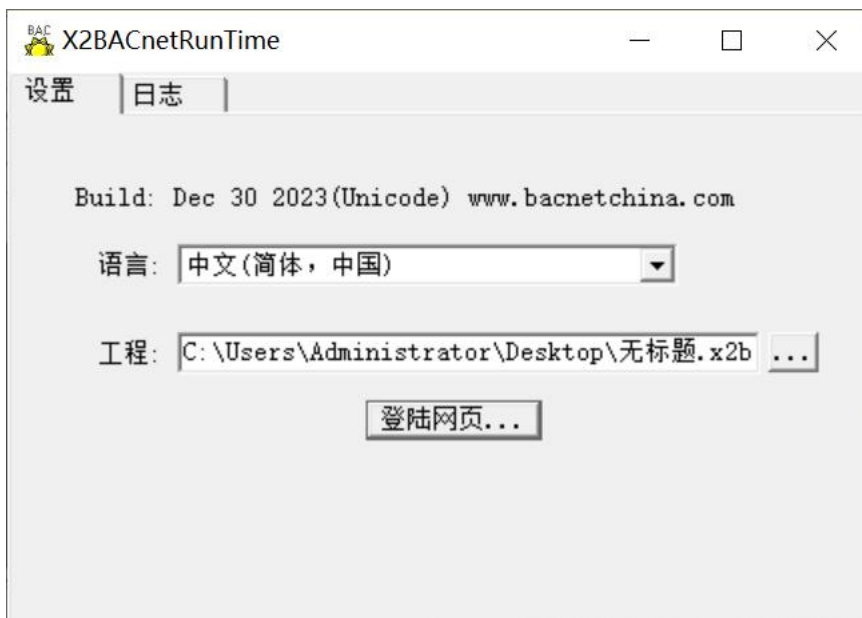 BAC
X2BACnetRunTime
设置 日志
Build: Dec 30 2023(Unicode) www.bacnetchina.com
语言: 中文(简体，中国)
工程: C:\Users\Administrator\Desktop\无标题.x2b ...
登陆网页...